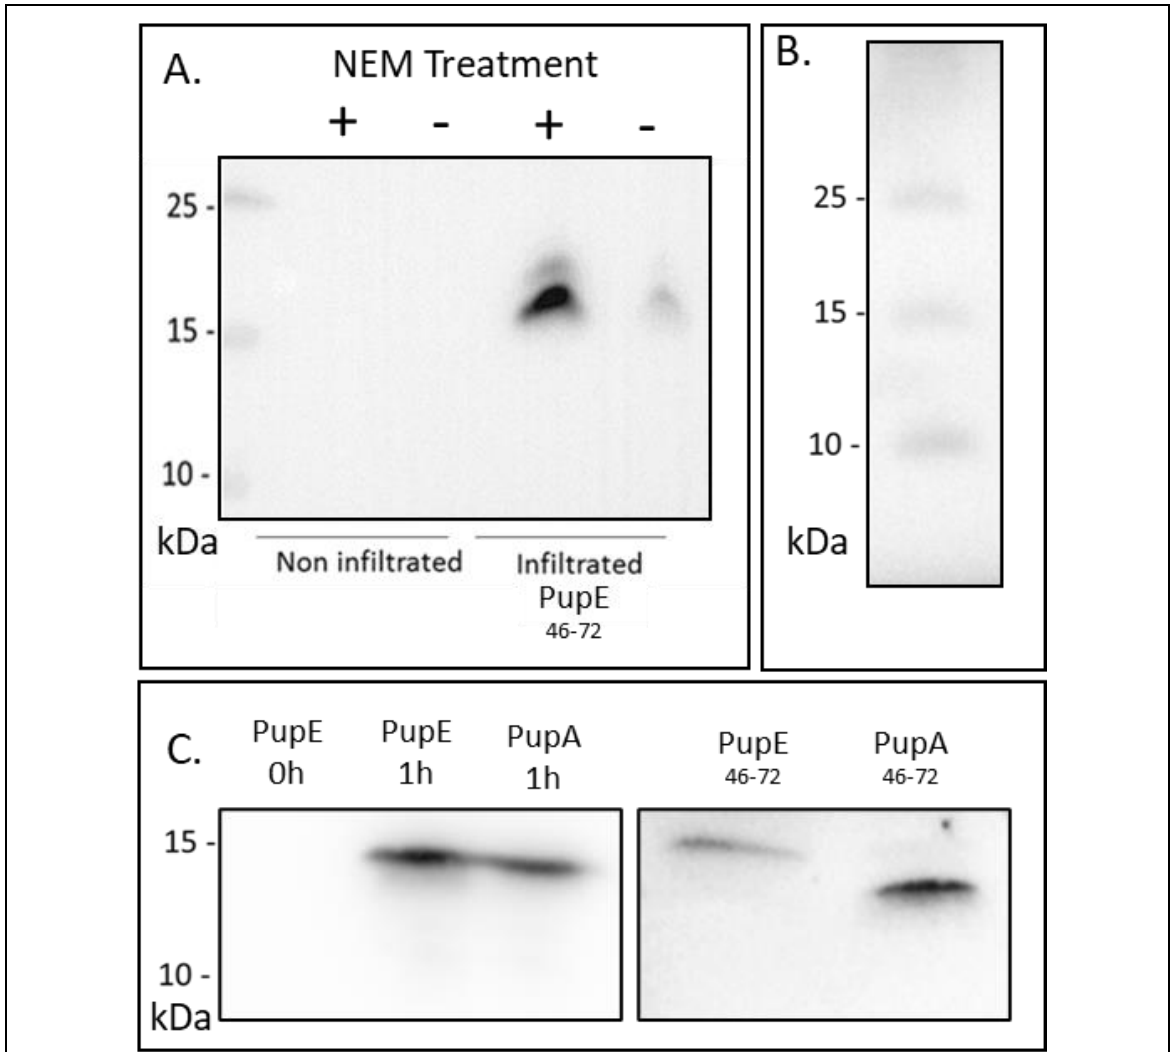 A.
NEM Treatment
+ - + -
25 -
15 -
10 -
kDa
Non infiltrated
Infiltrated
PupE
46-72
B.
25 -
15 -
10 -
kDa
C.
PupE
0h
PupE
1h
PupA
1h
PupE
46-72
PupA
46-72
15 -
10 -
kDa